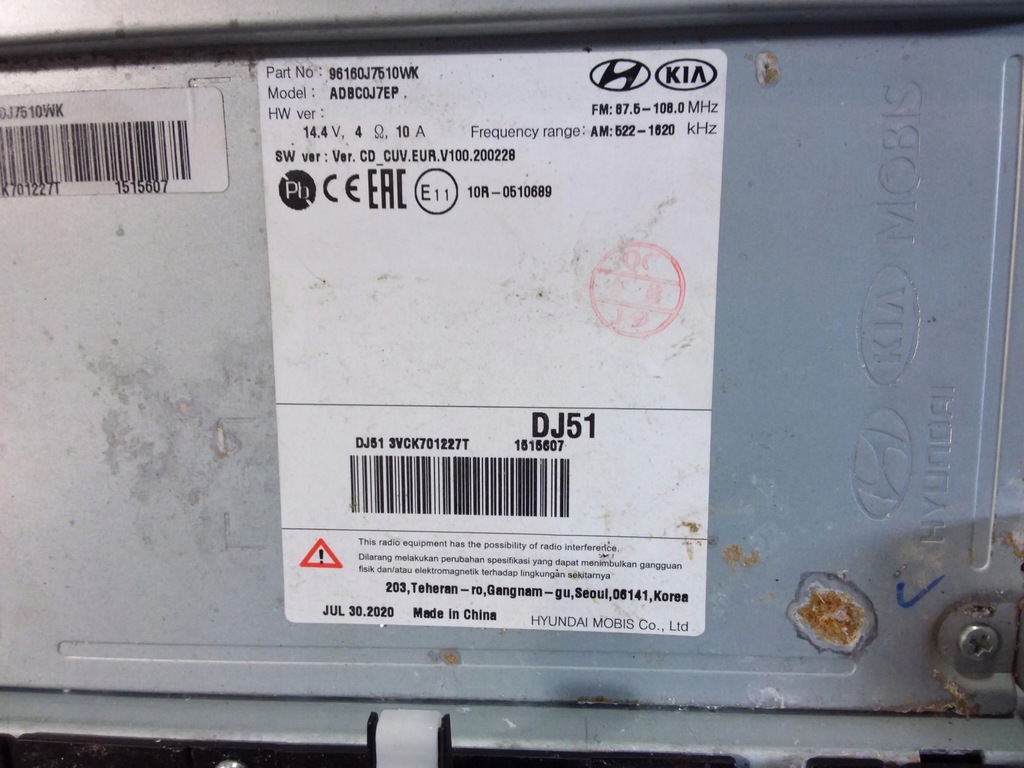 J7510WK
CK701227T 1515607
Part No : 96160J7510WK
Model : ADBC0J7EP .
HYUNDAI KIA
HW ver :
FM: 87.5-108.0 MHz
14.4 V, 4 Ω, 10 A Frequency range: AM: 522-1620 kHz
SW ver : Ver. CD_CUV.EUR.V100.200228
Pb CE EAC E11 10R-0510689
DJ51
DJ51 3VCK701227T 1515607
This radio equipment has the possibility of radio interference.
Dilarang melakukan perubahan spesifikasi yang dapat menimbulkan gangguan
fisik dan/atau elektromagnetik terhadap lingkungan sekitarnya
203,Teheran-ro,Gangnam-gu,Seoul,06141,Korea
JUL 30.2020 Made in China HYUNDAI MOBIS Co., Ltd
HYUNDAI KIA MOBIS